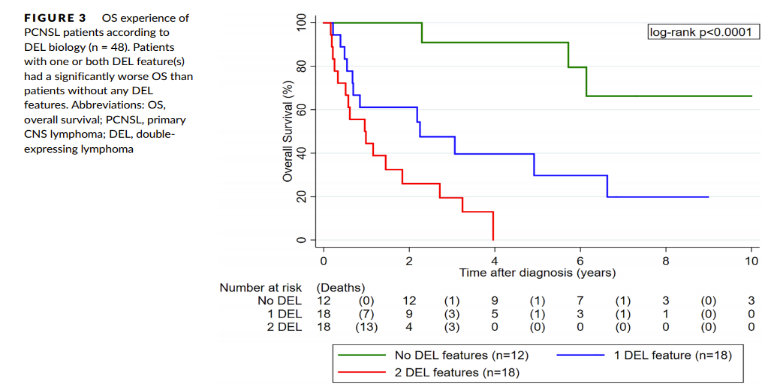 FIGURE 3 OS experience of
PCNSL patients according to
DEL biology (n = 48). Patients
with one or both DEL feature(s)
had a significantly worse OS than
patients without any DEL
features. Abbreviations: OS,
overall survival; PCNSL, primary
CNS lymphoma; DEL, double-
expressing lymphoma
log-rank p<0.0001
Overall Survival (%)
100
80
60
40
20
0
0 2 4 6 8 10
Time after diagnosis (years)
Number at risk (Deaths)
No DEL 12 (0) 12 (1) 9 (1) 7 (1) 3 (0) 3
1 DEL 18 (7) 9 (3) 5 (1) 3 (1) 1 (0) 0
2 DEL 18 (13) 4 (3) 0 (0) 0 (0) 0 (0) 0
No DEL features (n=12) 1 DEL feature (n=18)
2 DEL features (n=18)